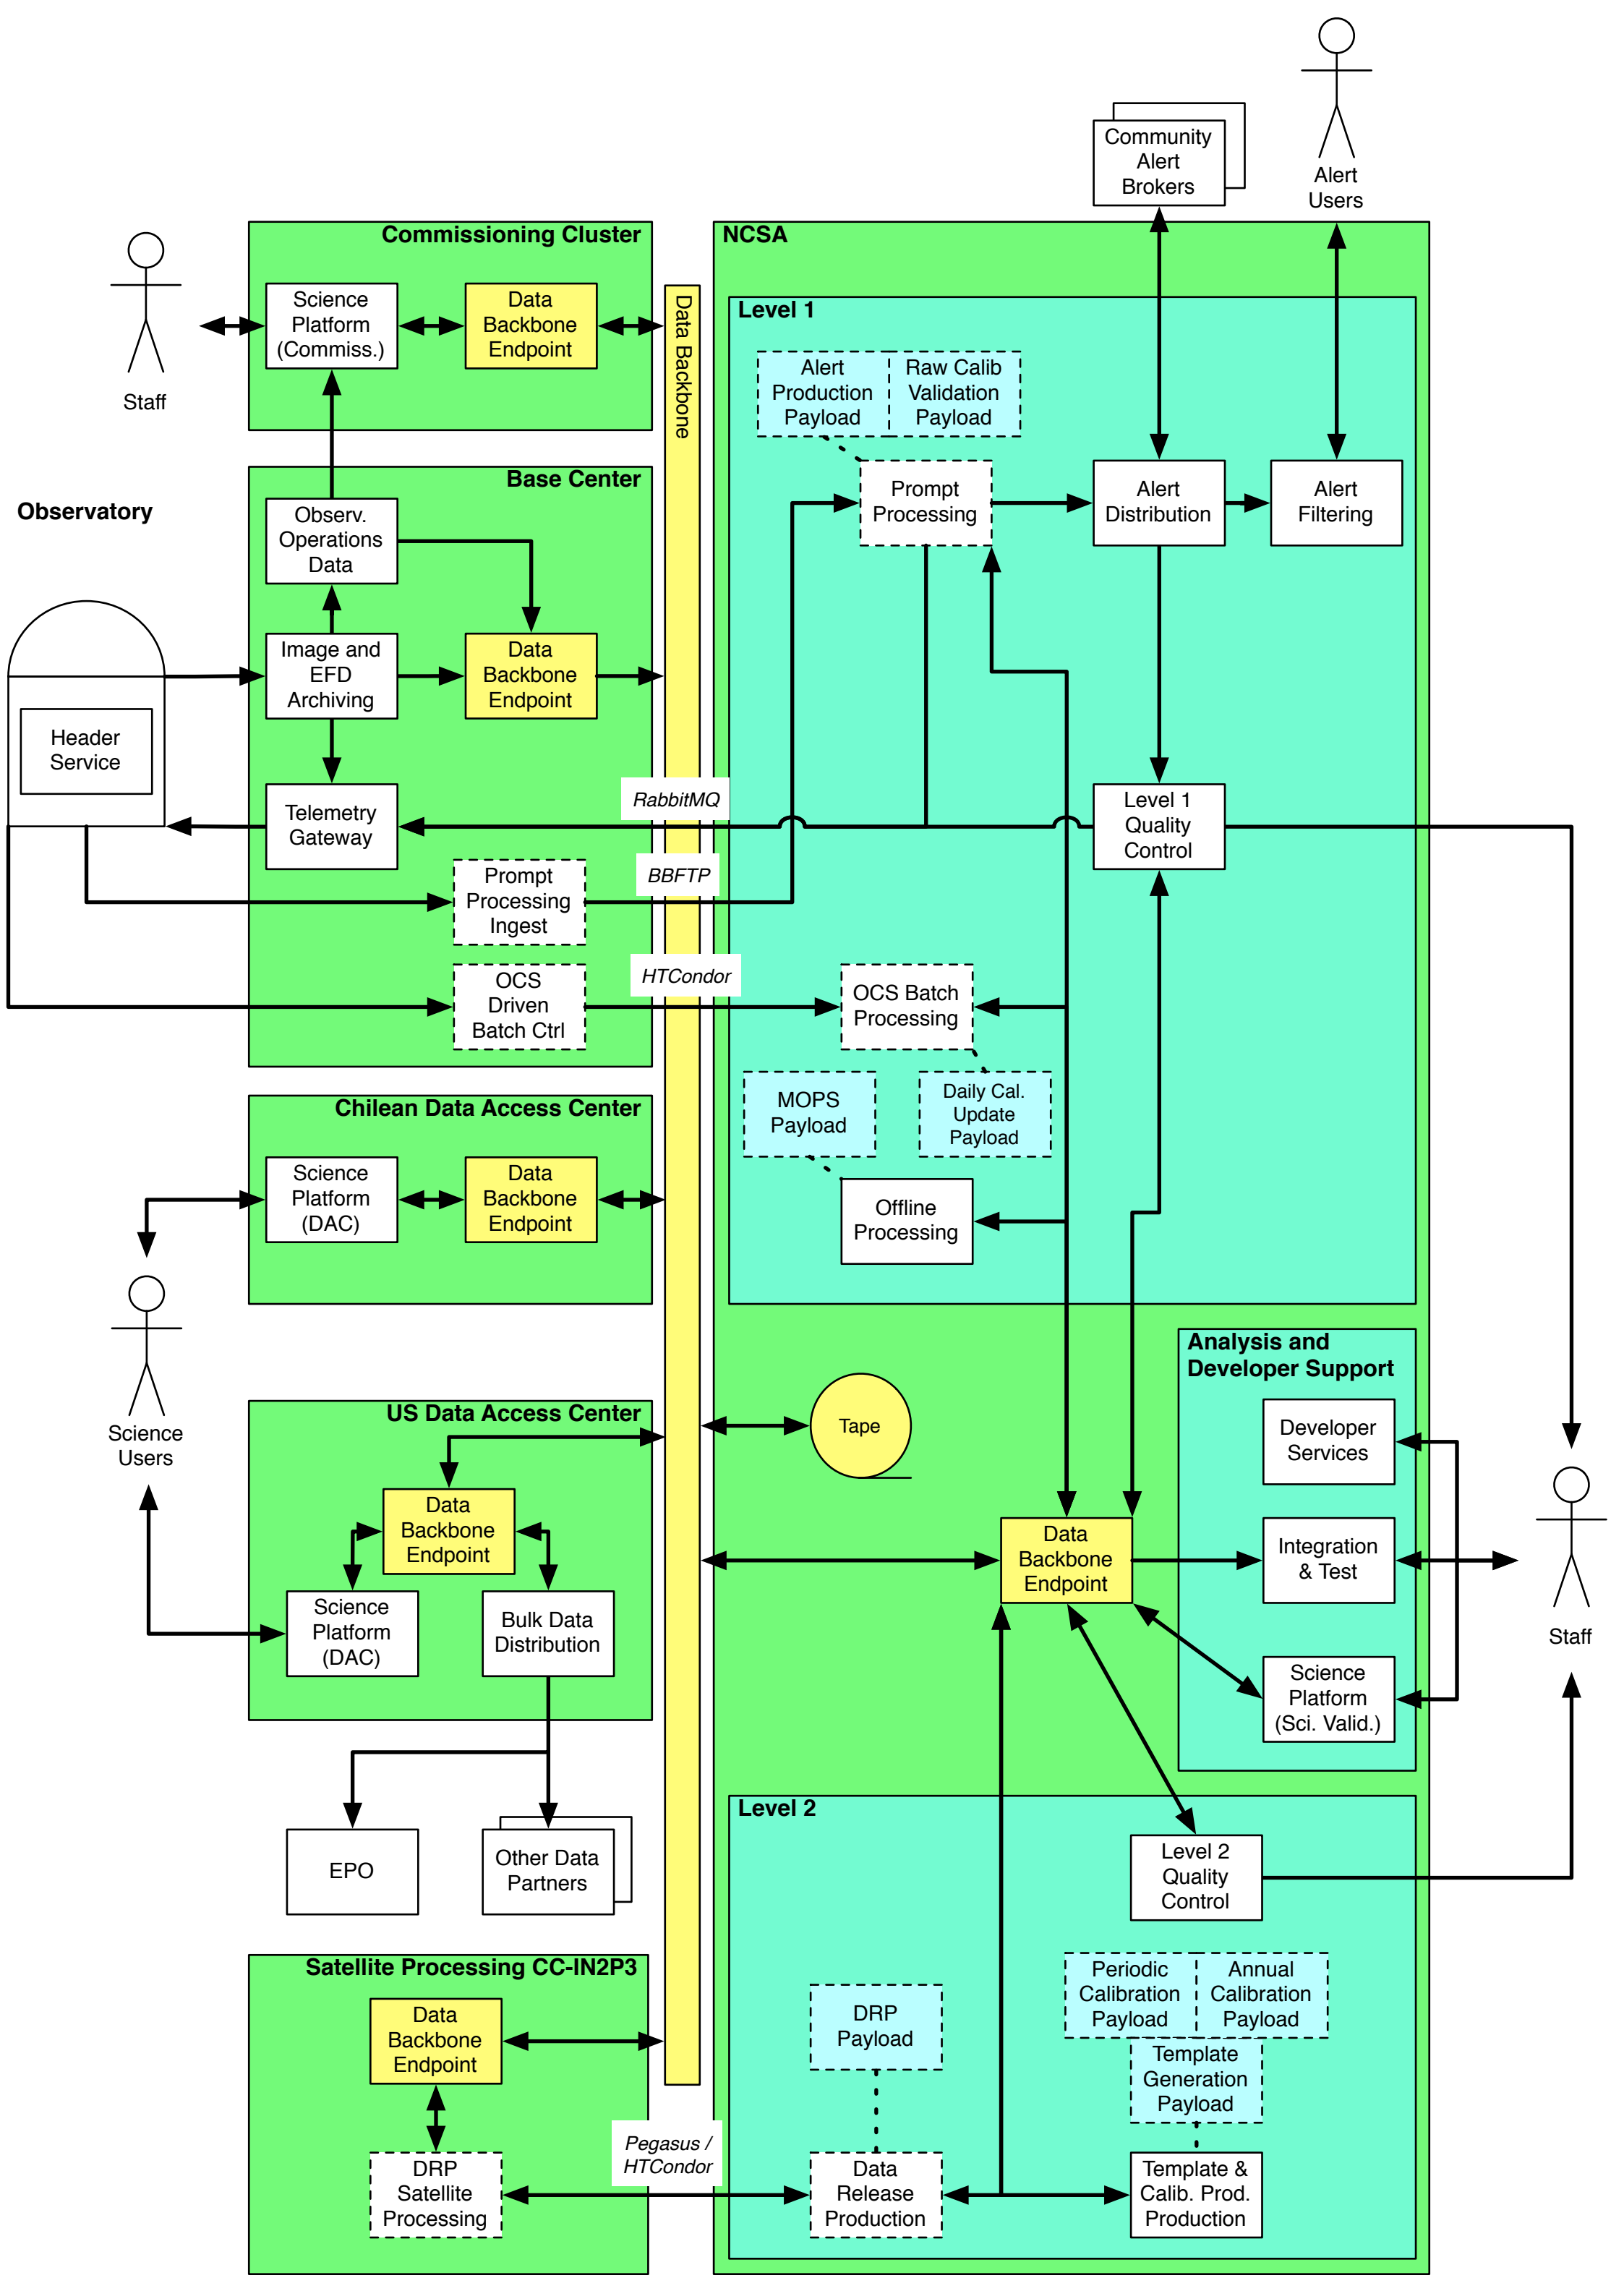 Community
Alert
Brokers
Alert
Users
Commissioning Cluster
Science
Platform
(Commiss.)
Data
Backbone
Endpoint
Staff
Data Backbone
Base Center
Observatory
Observ.
Operations
Data
Image and
EFD
Archiving
Data
Backbone
Endpoint
Header
Service
Telemetry
Gateway
Prompt
Processing
Ingest
OCS
Driven
Batch Ctrl
RabbitMQ
BBFTP
HTCondor
NCSA
Level 1
Alert
Production
Payload
Raw Calib
Validation
Payload
Prompt
Processing
Alert
Distribution
Alert
Filtering
Level 1
Quality
Control
OCS Batch
Processing
MOPS
Payload
Daily Cal.
Update
Payload
Offline
Processing
Chilean Data Access Center
Science
Platform
(DAC)
Data
Backbone
Endpoint
Science
Users
US Data Access Center
Data
Backbone
Endpoint
Science
Platform
(DAC)
Bulk Data
Distribution
EPO
Other Data
Partners
Tape
Data
Backbone
Endpoint
Analysis and
Developer Support
Developer
Services
Integration
& Test
Science
Platform
(Sci. Valid.)
Staff
Level 2
Level 2
Quality
Control
Periodic
Calibration
Payload
Annual
Calibration
Payload
Template
Generation
Payload
DRP
Payload
Data
Release
Production
Template &
Calib. Prod.
Production
Satellite Processing CC-IN2P3
Data
Backbone
Endpoint
DRP
Satellite
Processing
Pegasus /
HTCondor